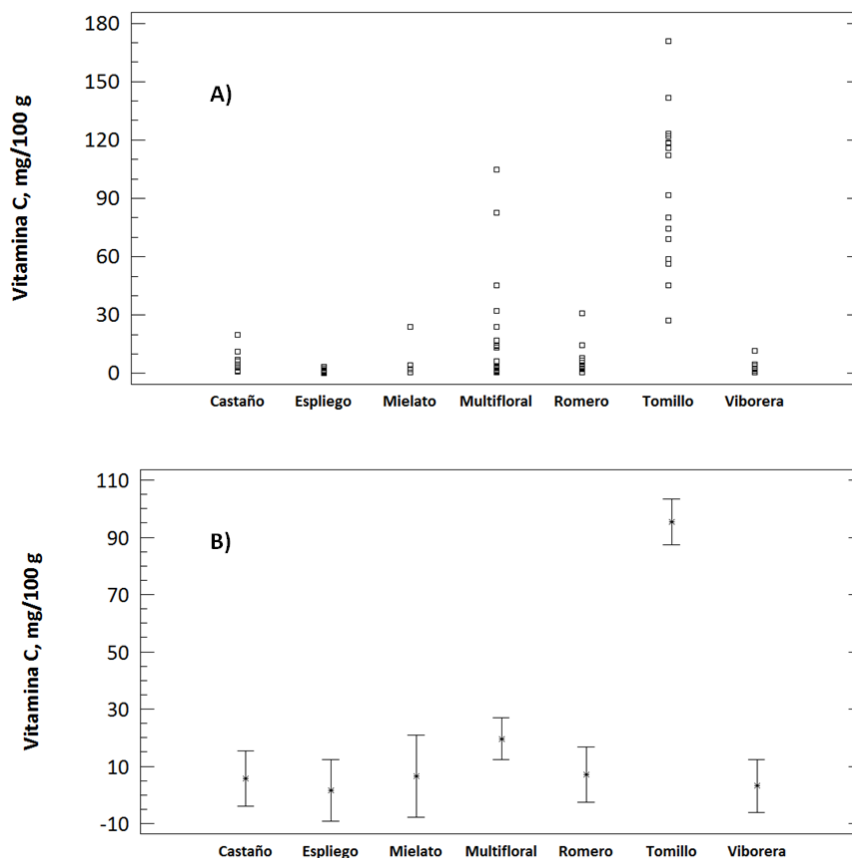 180
150
A)
120
90
60
30
0
Vitamina C, mg/100 g
Castaño Espliego Mielato Multifloral Romero Tomillo Viborera
110
90
B)
70
50
30
10
-10
Vitamina C, mg/100 g
Castaño Espliego Mielato Multifloral Romero Tomillo Viborera